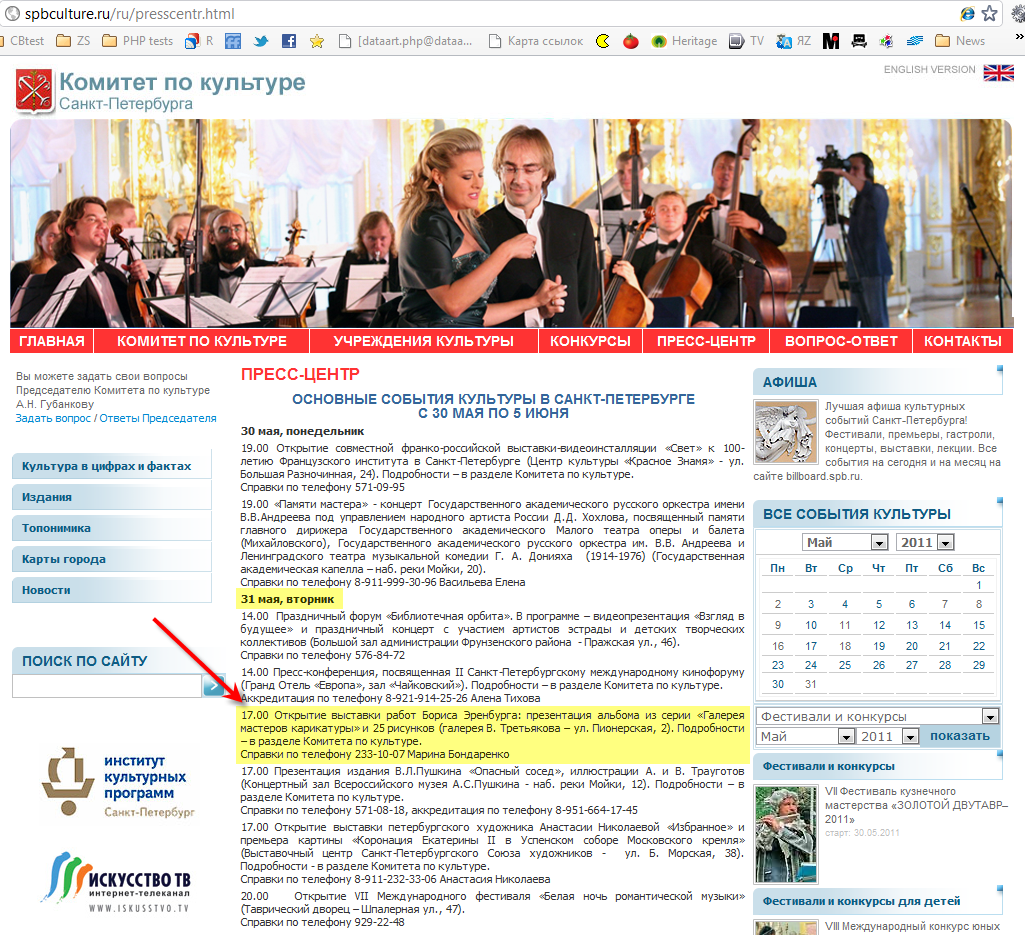 spbculture.ru/ru/presscentr.html
CBtest ZS PHP tests R [dataart.php@dataa... Карта ссылок Heritage TV ЯZ News »
ENGLISH VERSION
Комитет по культуре
Санкт-Петербурга
ГЛАВНАЯ КОМИТЕТ ПО КУЛЬТУРЕ УЧРЕЖДЕНИЯ КУЛЬТУРЫ КОНКУРСЫ ПРЕСС-ЦЕНТР ВОПРОС-ОТВЕТ КОНТАКТЫ
Вы можете задать свои вопросы
Председателю Комитета по культуре
А.Н. Губанкову
Задать вопрос / Ответы Председателя
Культура в цифрах и фактах
Издания
Топонимика
Карты города
Новости
ПОИСК ПО САЙТУ
институт
культурных
программ
Санкт-Петербург
ИСКУССТВО ТВ
интернет-телеканал
www.iskusstvo.tv
ПРЕСС-ЦЕНТР
ОСНОВНЫЕ СОБЫТИЯ КУЛЬТУРЫ В САНКТ-ПЕТЕРБУРГЕ
С 30 МАЯ ПО 5 ИЮНЯ
30 мая, понедельник
19.00 Открытие совместной франко-российской выставки-видеоинсталляции «Свет» к 100-
летию Французского института в Санкт-Петербурге (Центр культуры «Красное Знамя» - ул.
Большая Разночинная, 24). Подробности – в разделе Комитета по культуре.
Справки по телефону 571-09-95
19.00 «Памяти мастера» - концерт Государственного академического русского оркестра имени
В.В.Андреева под управлением народного артиста России Д.Д. Хохлова, посвященный памяти
главного дирижера Государственного академического Малого театра оперы и балета
(Михайловского), Государственного академического русского оркестра им. В.В. Андреева и
Ленинградского театра музыкальной комедии Г. А. Донияха (1914-1976) (Государственная
академическая капелла – наб. реки Мойки, 20).
Справки по телефону 8-911-999-30-96 Васильева Елена
31 мая, вторник
14.00 Праздничный форум «Библиотечная орбита». В программе – видеопрезентация «Взгляд в
будущее» и праздничный концерт с участием артистов эстрады и детских творческих
коллективов (Большой зал администрации Фрунзенского района - Пражская ул., 46).
Справки по телефону 576-84-72
14.00 Пресс-конференция, посвященная II Санкт-Петербургскому международному кинофоруму
(Гранд Отель «Европа», зал «Чайковский»). Подробности – в разделе Комитета по культуре.
Аккредитация по телефону 8-921-914-25-26 Алена Тихова
17.00 Открытие выставки работ Бориса Эренбурга: презентация альбома из серии «Галерея
мастеров карикатуры» и 25 рисунков (галерея В. Третьякова – ул. Пионерская, 2). Подробности
– в разделе Комитета по культуре.
Справки по телефону 233-10-07 Марина Бондаренко
17.00 Презентация издания В.Л.Пушкина «Опасный сосед», иллюстрации А. и В. Трауготов
(Концертный зал Всероссийского музея А.С.Пушкина - наб. реки Мойки, 12). Подробности – в
разделе Комитета по культуре.
Справки по телефону 571-08-18, аккредитация по телефону 8-951-664-17-45
17.00 Открытие выставки петербургского художника Анастасии Николаевой «Избранное» и
премьера картины «Коронация Екатерины II в Успенском соборе Московского кремля»
(Выставочный центр Санкт-Петербургского Союза художников - ул. Б. Морская, 38).
Подробности - в разделе Комитета по культуре.
Справки по телефону 8-911-232-33-06 Анастасия Николаева
20.00 Открытие VII Международного фестиваля «Белая ночь романтической музыки»
(Таврический дворец – Шпалерная ул., 47).
Справки по телефону 929-22-48
АФИША
Лучшая афиша культурных
событий Санкт-Петербурга!
Фестивали, премьеры, гастроли,
концерты, выставки, лекции. Все
события на сегодня и на месяц на
сайте billboard.spb.ru.
ВСЕ СОБЫТИЯ КУЛЬТУРЫ
Май 2011
Пн Вт Ср Чт Пт Сб Вс
1
2 3 4 5 6 7 8
9 10 11 12 13 14 15
16 17 18 19 20 21 22
23 24 25 26 27 28 29
30 31
Фестивали и конкурсы
Май 2011 показать
Фестивали и конкурсы
VII Фестиваль кузнечного
мастерства «ЗОЛОТОЙ ДВУТАВР–
2011»
старт: 30.05.2011
Фестивали и конкурсы для детей
VIII Международный конкурс юных